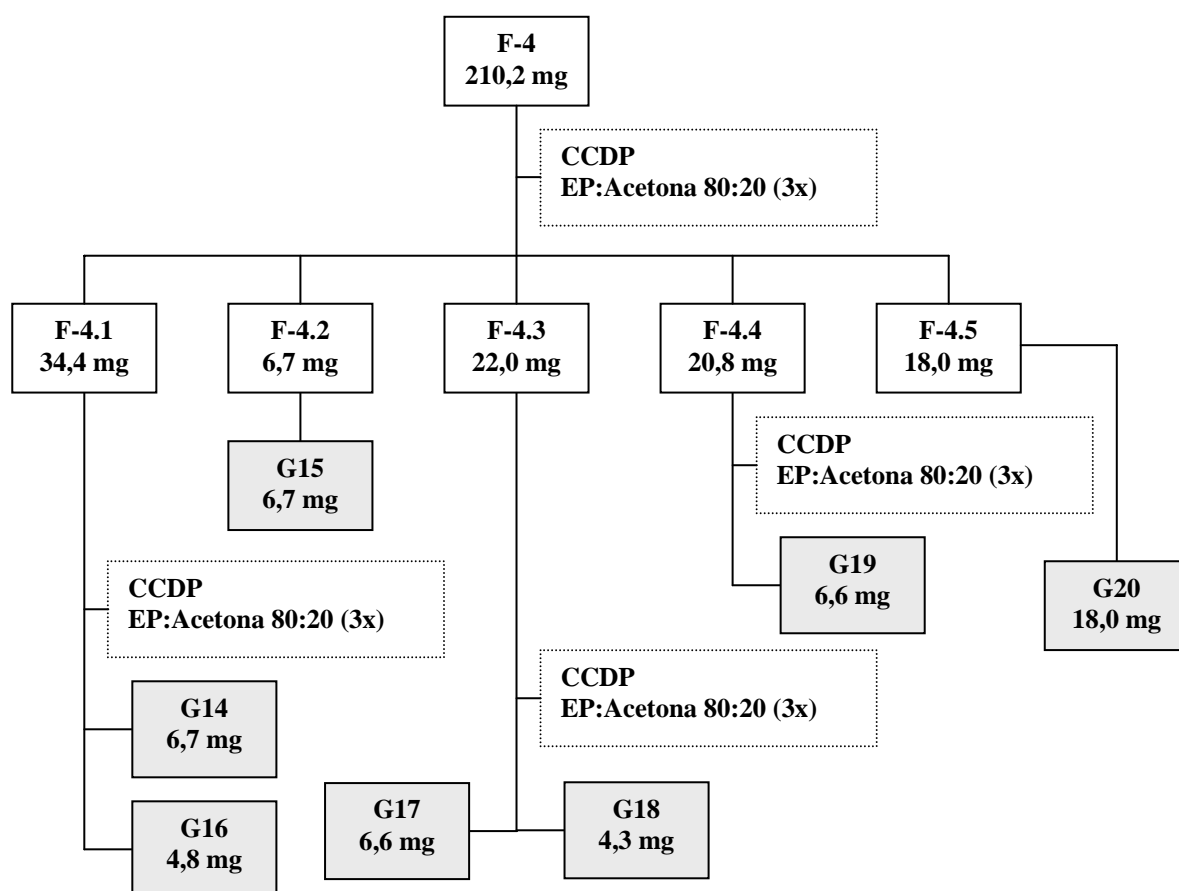 F-4
210,2 mg
CCDP
EP:Acetona 80:20 (3x)
F-4.1
34,4 mg
F-4.2
6,7 mg
F-4.3
22,0 mg
F-4.4
20,8 mg
F-4.5
18,0 mg
G15
6,7 mg
CCDP
EP:Acetona 80:20 (3x)
G19
6,6 mg
G20
18,0 mg
CCDP
EP:Acetona 80:20 (3x)
CCDP
EP:Acetona 80:20 (3x)
G14
6,7 mg
G16
4,8 mg
G17
6,6 mg
G18
4,3 mg